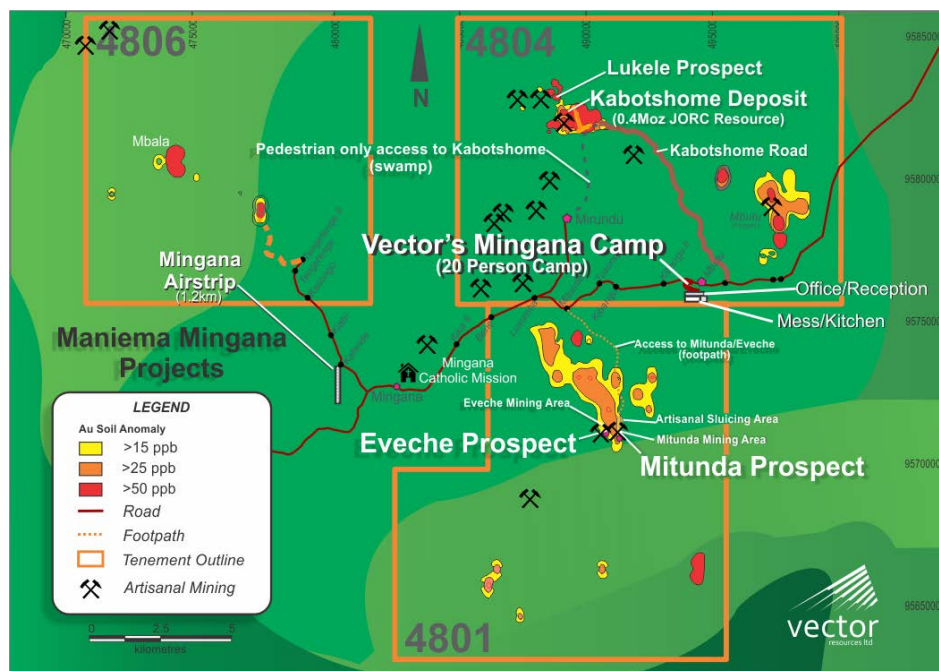 470000
475000
480000
490000
495000
9585000
9580000
9575000
9570000
9565000
4806
4804
N
Lukele Prospect
Kabotshome Deposit
(0.4Moz JORC Resource)
Mbala
Pedestrian only access to Kabotshome
(swamp)
Kabotshome Road
Mirundu
Vector's Mingana Camp
(20 Person Camp)
Mingana
Airstrip
(1.2km)
Office/Reception
Mess/Kitchen
Maniema Mingana
Projects
Access to Mitunda/Eveche
(footpath)
Mingana
Catholic Mission
Mingana
Eveche Mining Area
Artisanal Sluicing Area
Eveche Prospect
Mitunda Mining Area
Mitunda Prospect
LEGEND
Au Soil Anomaly
>15 ppb
>25 ppb
>50 ppb
Road
Footpath
Tenement Outline
Artisanal Mining
0 2 5
kilometres
4801
vector
resources ltd